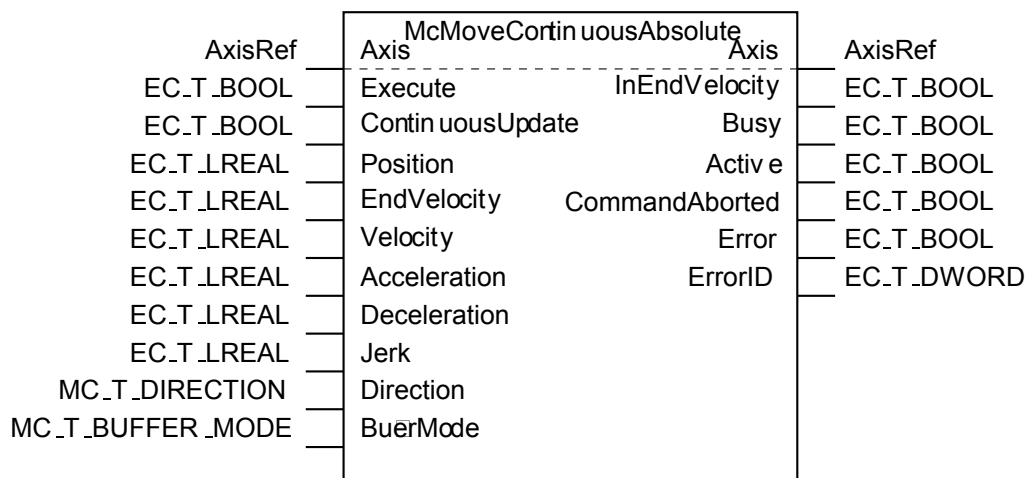 McMoveContinuousAbsolute
AxisRef Axis Axis AxisRef
EC_T_BOOL Execute InEndVelocity EC_T_BOOL
EC_T_BOOL ContinuousUpdate Busy EC_T_BOOL
EC_T_LREAL Position Active EC_T_BOOL
EC_T_LREAL EndVelocity CommandAborted EC_T_BOOL
EC_T_LREAL Velocity Error EC_T_BOOL
EC_T_LREAL Acceleration ErrorID EC_T_DWORD
EC_T_LREAL Deceleration
EC_T_LREAL Jerk
MC_T_DIRECTION Direction
MC_T_BUFFER_MODE BuerMode